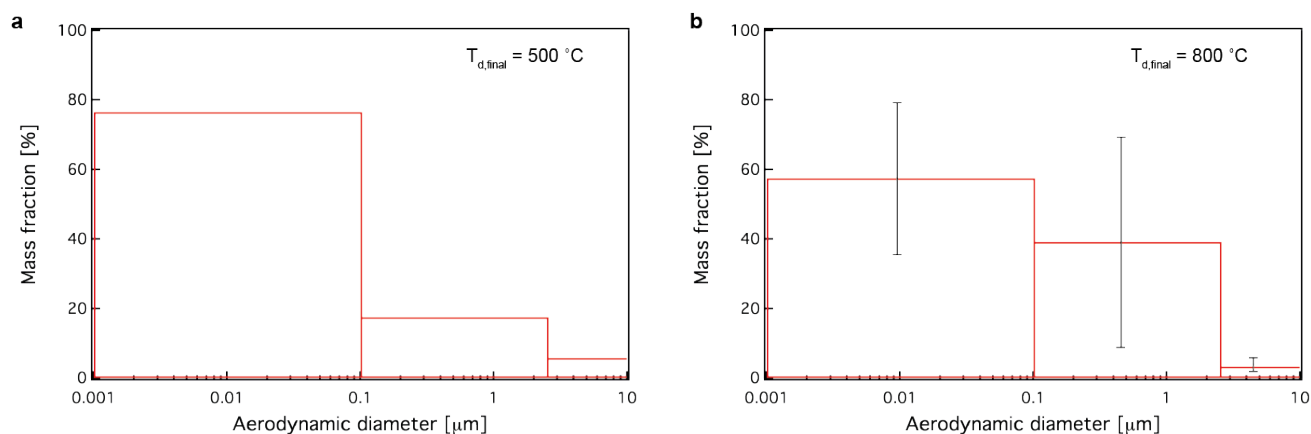 a
T_d,final = 500 °C
Mass fraction [%]
100
80
60
40
20
0
0.001
0.01
0.1
1
10
Aerodynamic diameter [μm]
b
T_d,final = 800 °C
Mass fraction [%]
100
80
60
40
20
0
0.001
0.01
0.1
1
10
Aerodynamic diameter [μm]